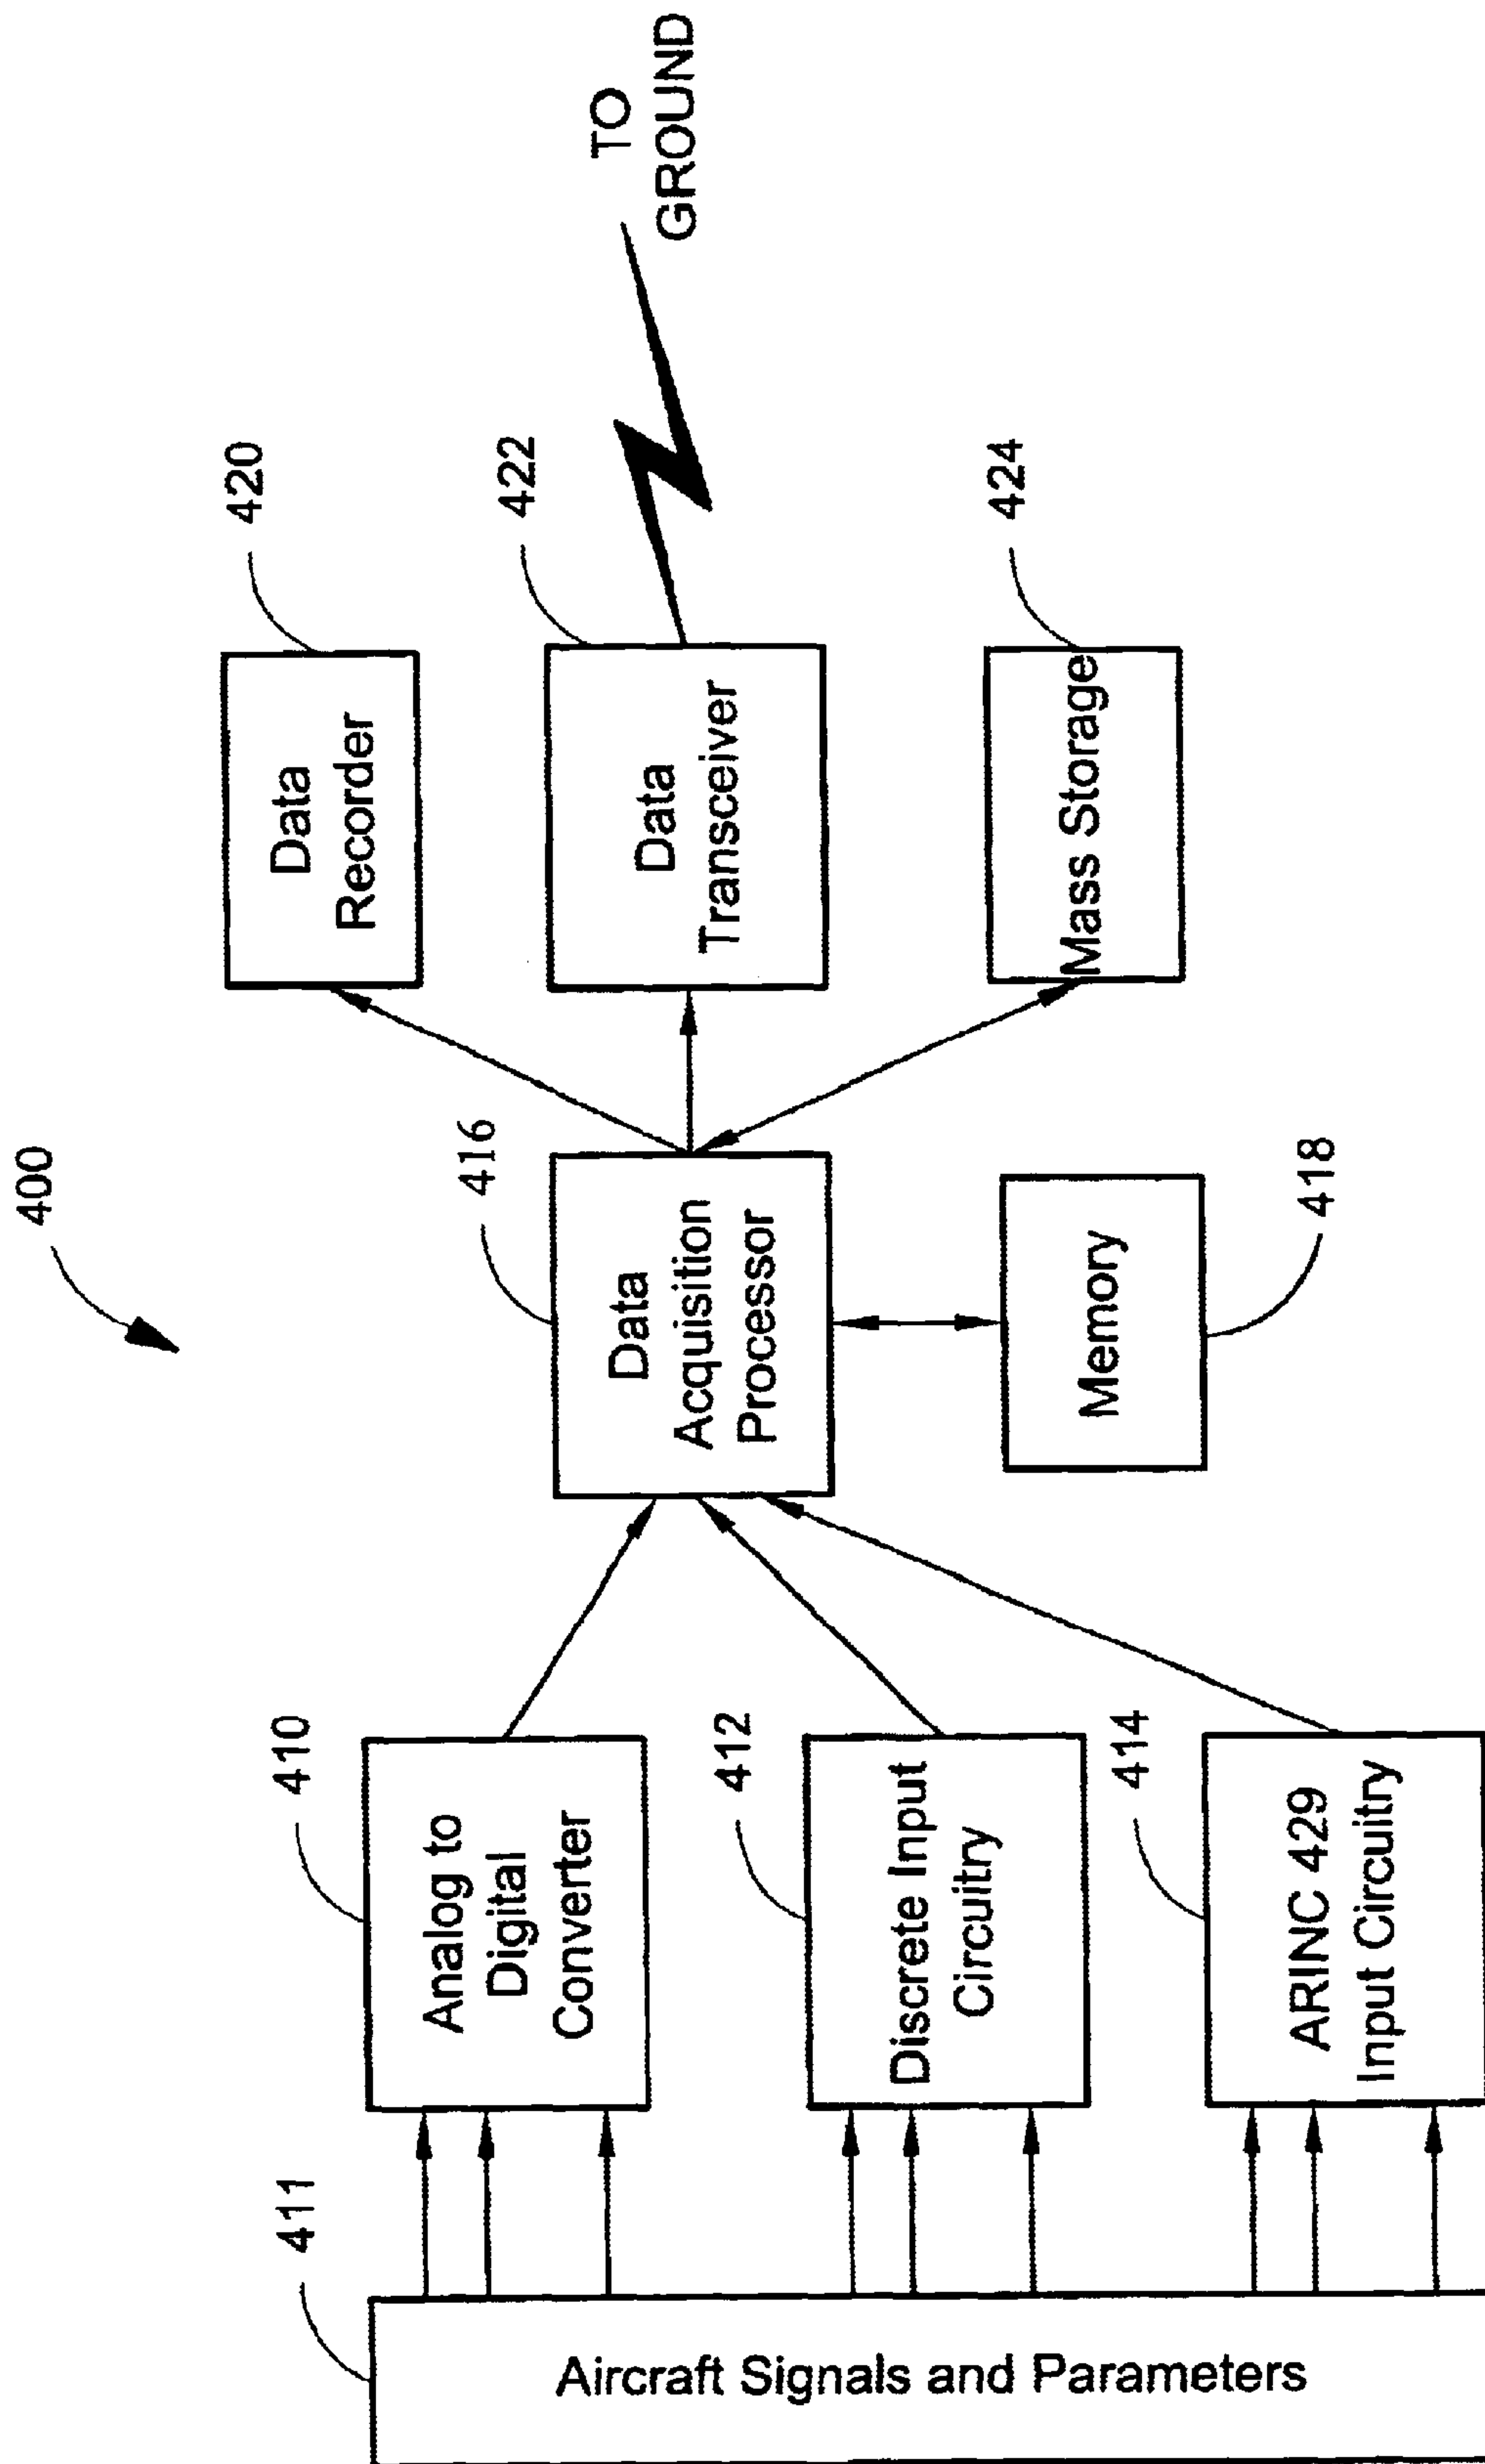 400
411
Aircraft Signals and Parameters
410
Analog to
Digital
Converter
412
Discrete Input
Circuitry
414
ARINC 429
Input Circuitry
416
Data
Acquisition
Processor
Memory
418
420
Data
Recorder
422
Data
Transceiver
424
Mass Storage
TO
GROUND